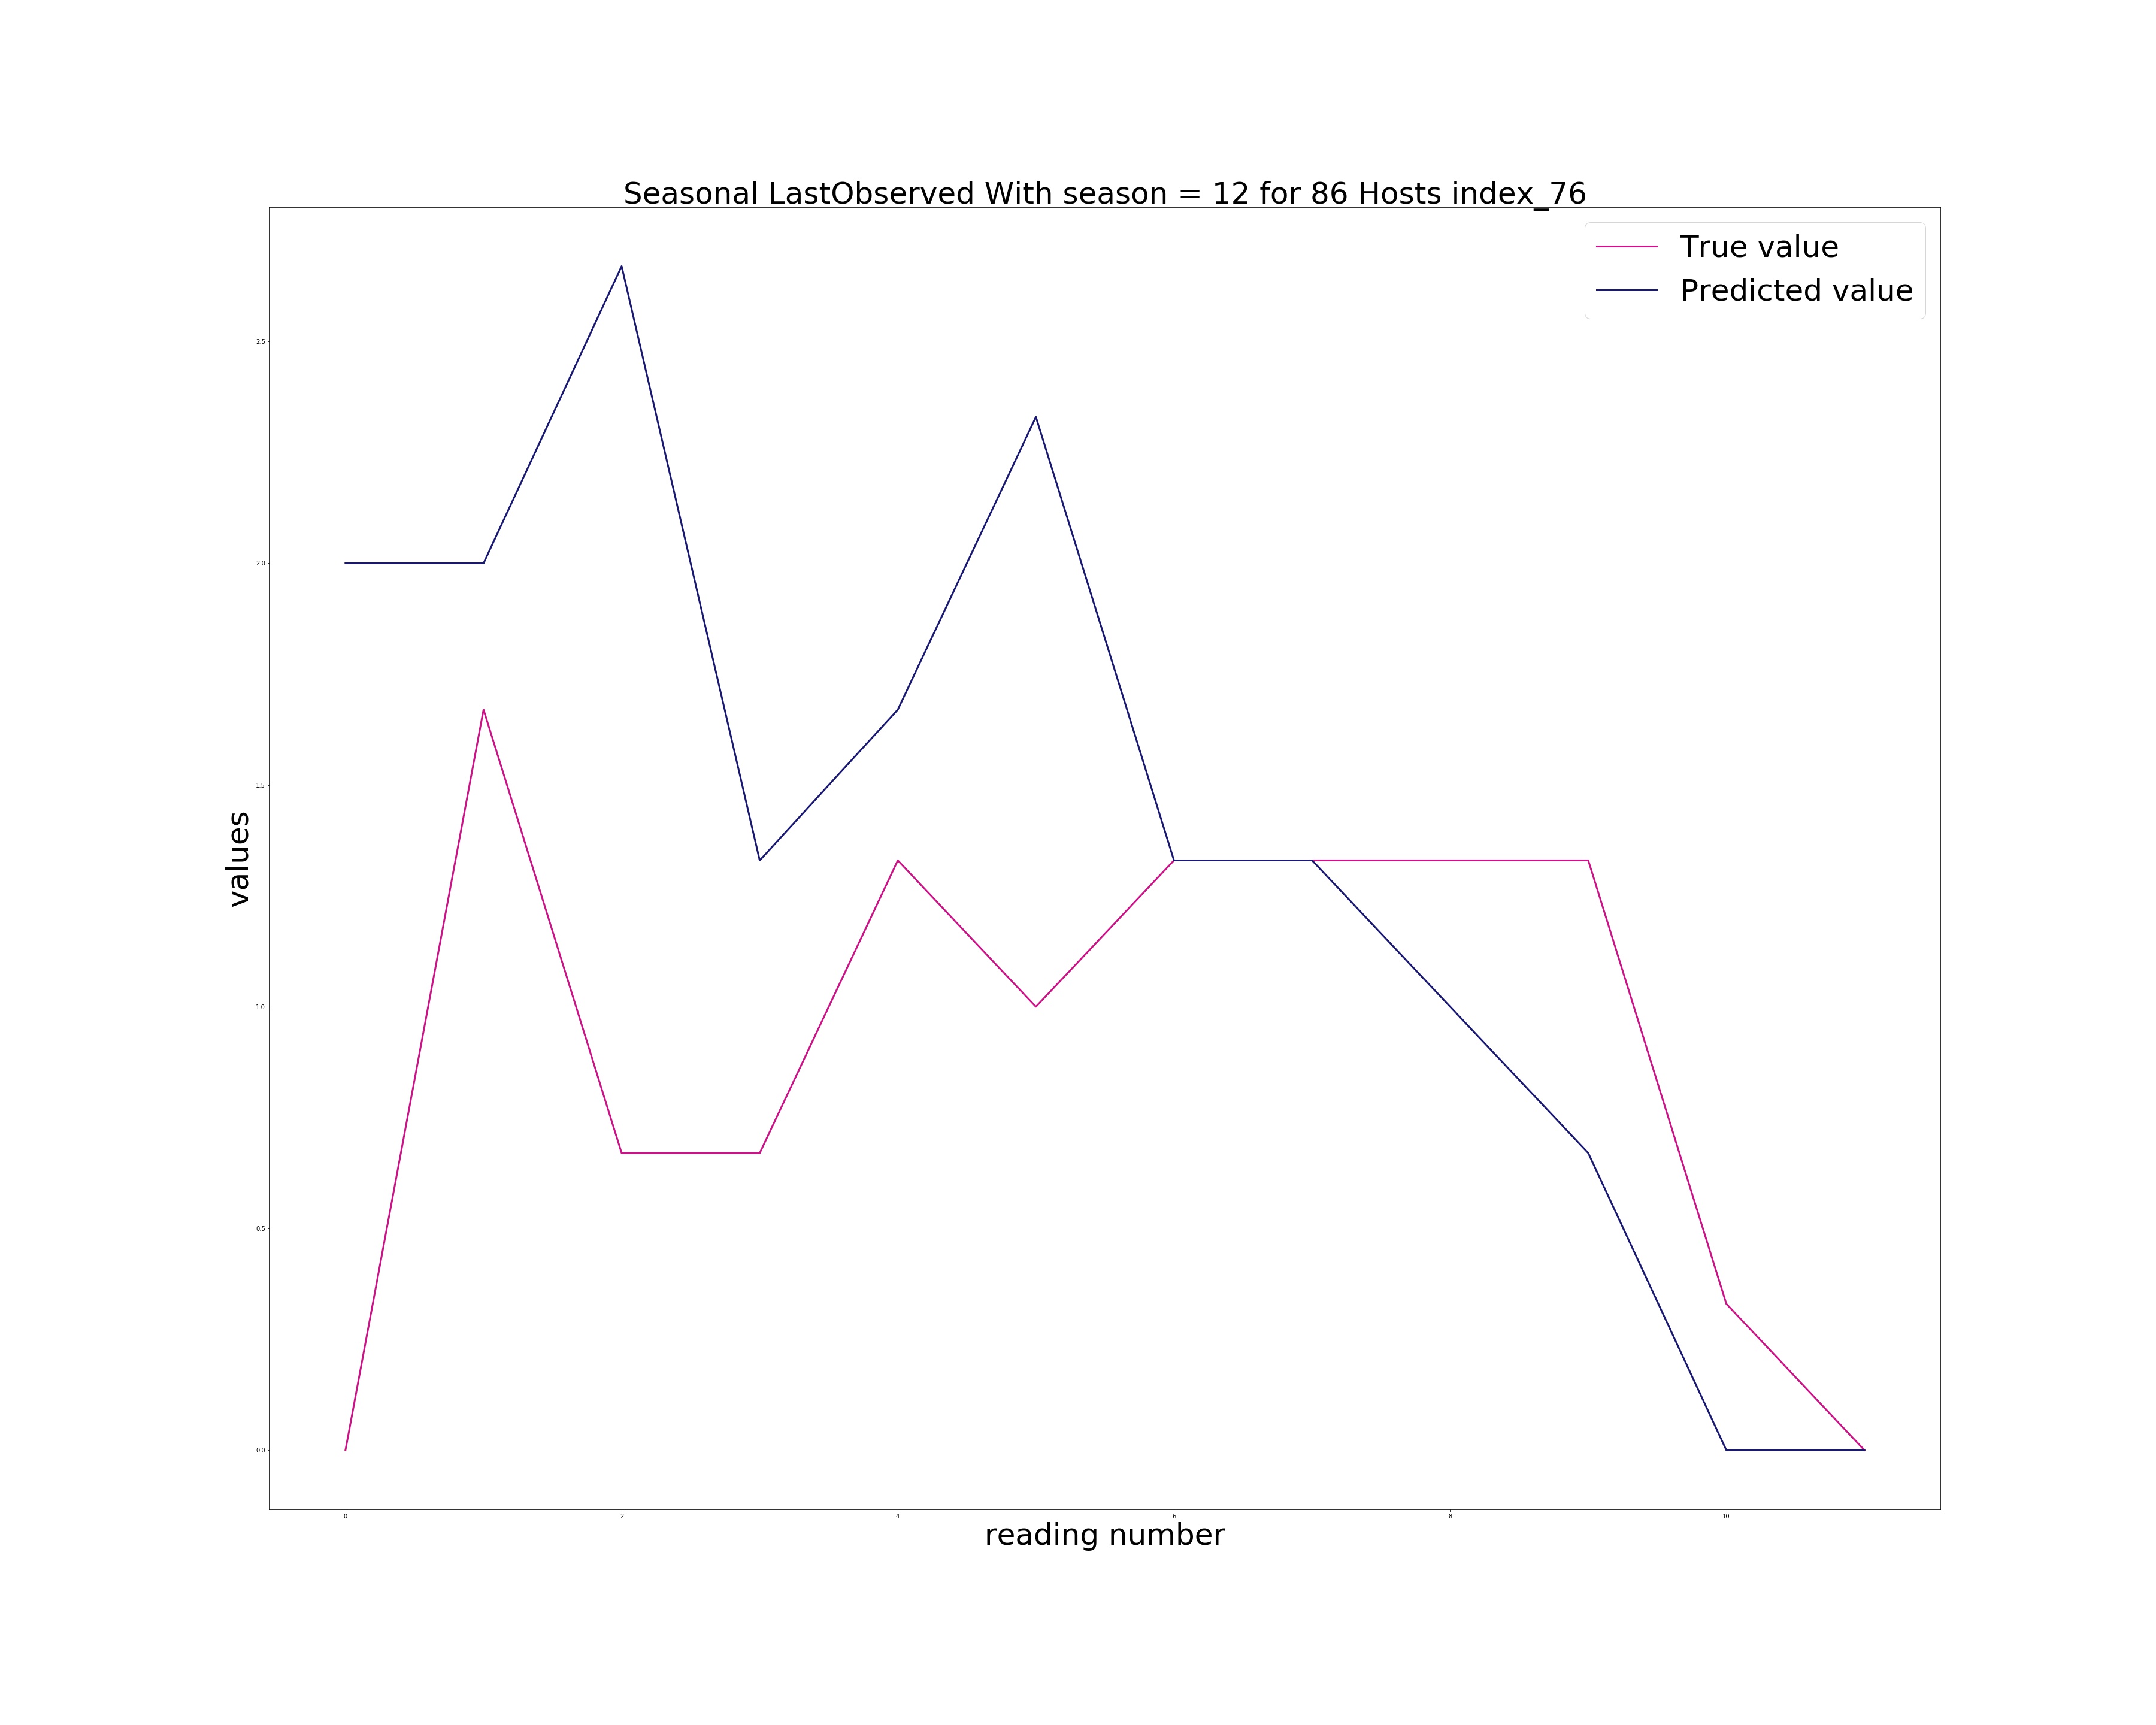 Seasonal LastObserved With season = 12 for 86 Hosts index_76
True value
Predicted value
2.5
2.0
1.5
1.0
0.5
0.0
values
0 2 4 6 8 10
reading number